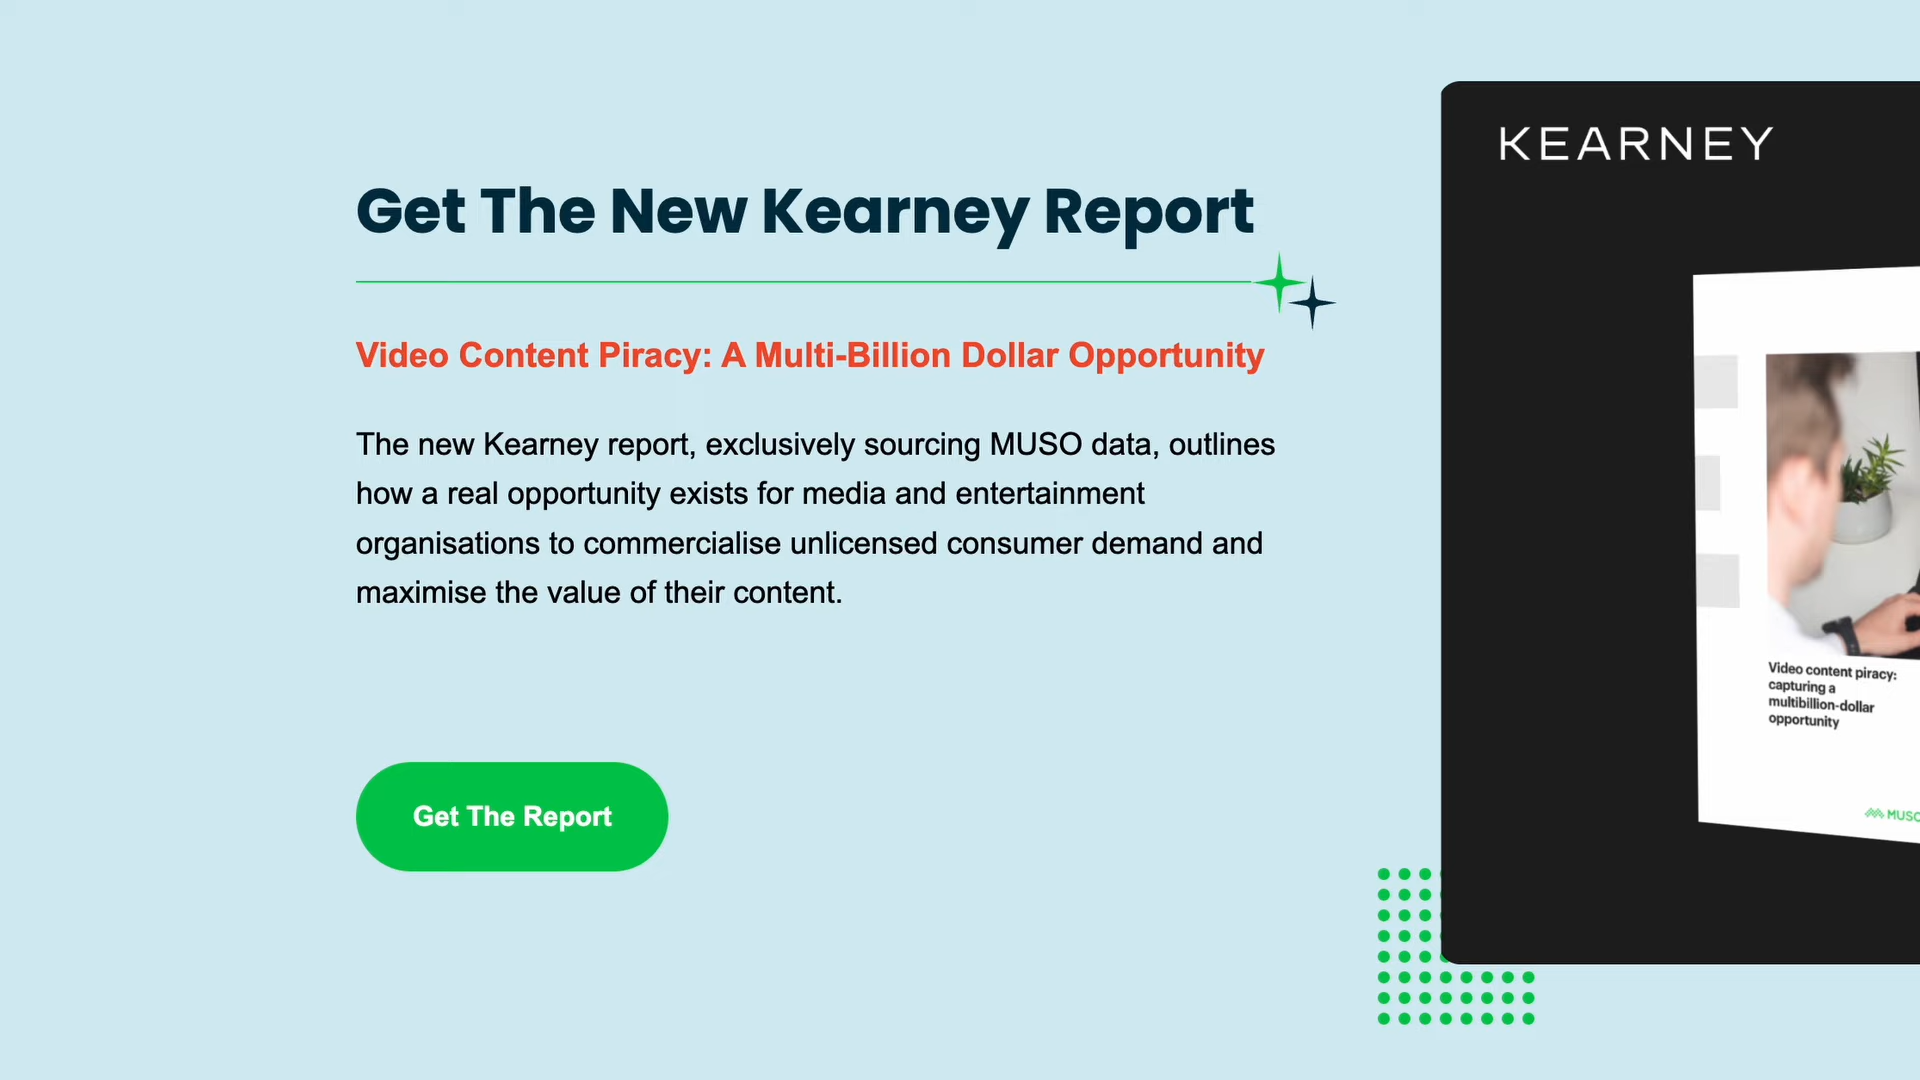 Get The New Kearney Report
Video Content Piracy: A Multi-Billion Dollar Opportunity
The new Kearney report, exclusively sourcing MUSO data, outlines
how a real opportunity exists for media and entertainment
organisations to commercialise unlicensed consumer demand and
maximise the value of their content.
Get The Report
KEARNEY
Video content piracy:
capturing a
multibillion-dollar
opportunity
MUSO